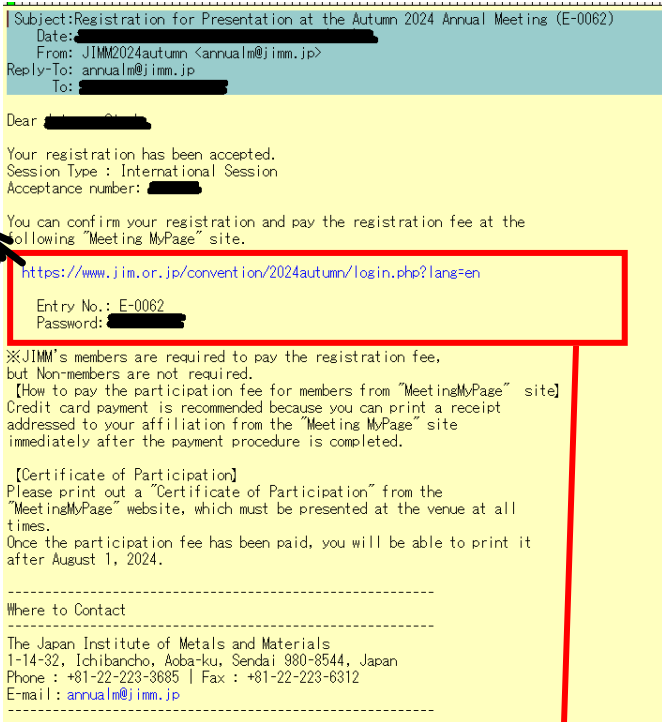 Subject:Registration for Presentation at the Autumn 2024 Annual Meeting (E-0062)
Date:
From: JIMM2024autumn <annualm@jimm.jp>
Reply-To: annualm@jimm.jp
To:
Dear
Your registration has been accepted.
Session Type : International Session
Acceptance number:
You can confirm your registration and pay the registration fee at the
following "Meeting MyPage" site.
https://www.jim.or.jp/convention/2024autumn/login.php?lang=en
Entry No.: E-0062
Password:
※JIMM's members are required to pay the registration fee,
but Non-members are not required.
【How to pay the participation fee for members from "MeetingMyPage" site】
Credit card payment is recommended because you can print a receipt
addressed to your affiliation from the "Meeting MyPage" site
immediately after the payment procedure is completed.
【Certificate of Participation】
Please print out a "Certificate of Participation" from the
"MeetingMyPage" website, which must be presented at the venue at all
times.
Once the participation fee has been paid, you will be able to print it
after August 1, 2024.
-------------------------------------------------------
Where to Contact
-------------------------------------------------------
The Japan Institute of Metals and Materials
1-14-32, Ichibancho, Aoba-ku, Sendai 980-8544, Japan
Phone : +81-22-223-3685 | Fax : +81-22-223-6312
E-mail : annualm@jimm.jp
-------------------------------------------------------